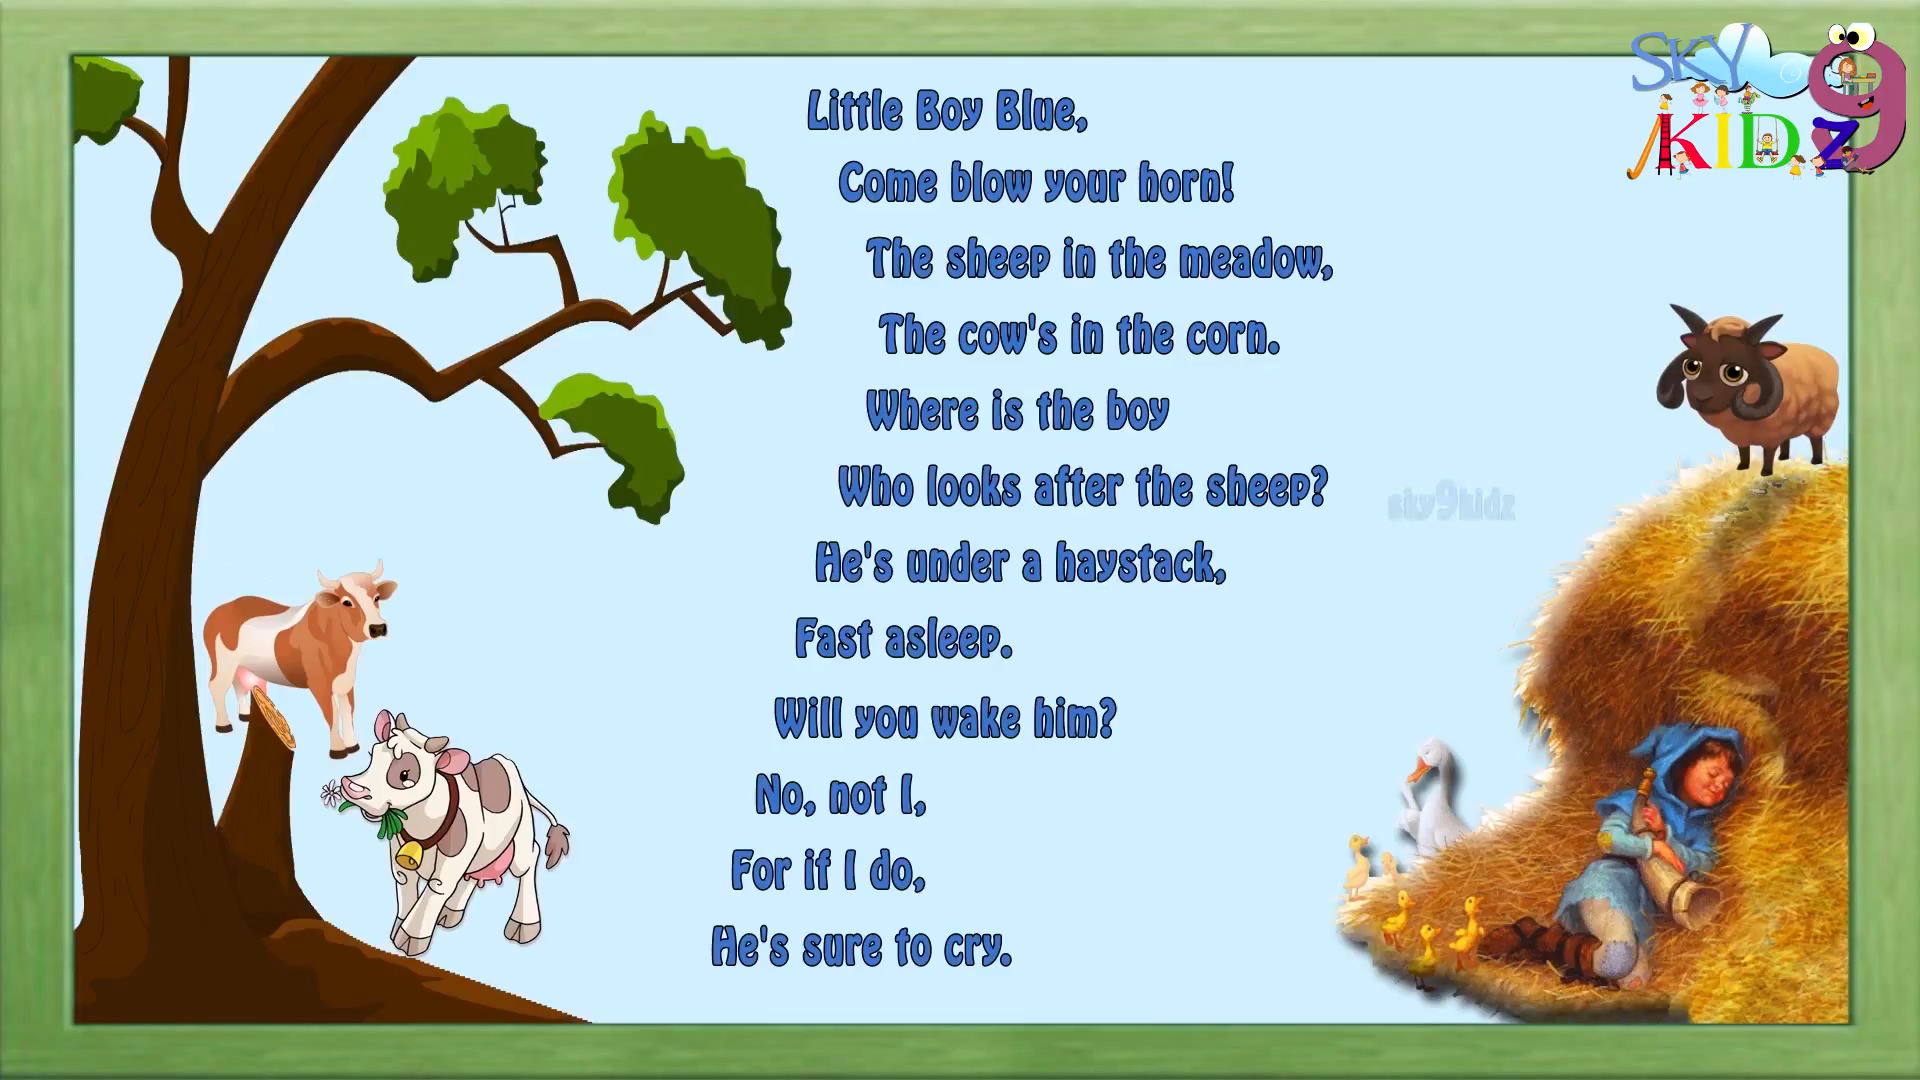 SKY 9
KIDZ
Little Boy Blue,
Come blow your horn!
The sheep in the meadow,
The cow's in the corn.
Where is the boy
Who looks after the sheep?
sky9kidz
He's under a haystack,
Fast asleep.
Will you wake him?
No, not I,
For if I do,
He's sure to cry.